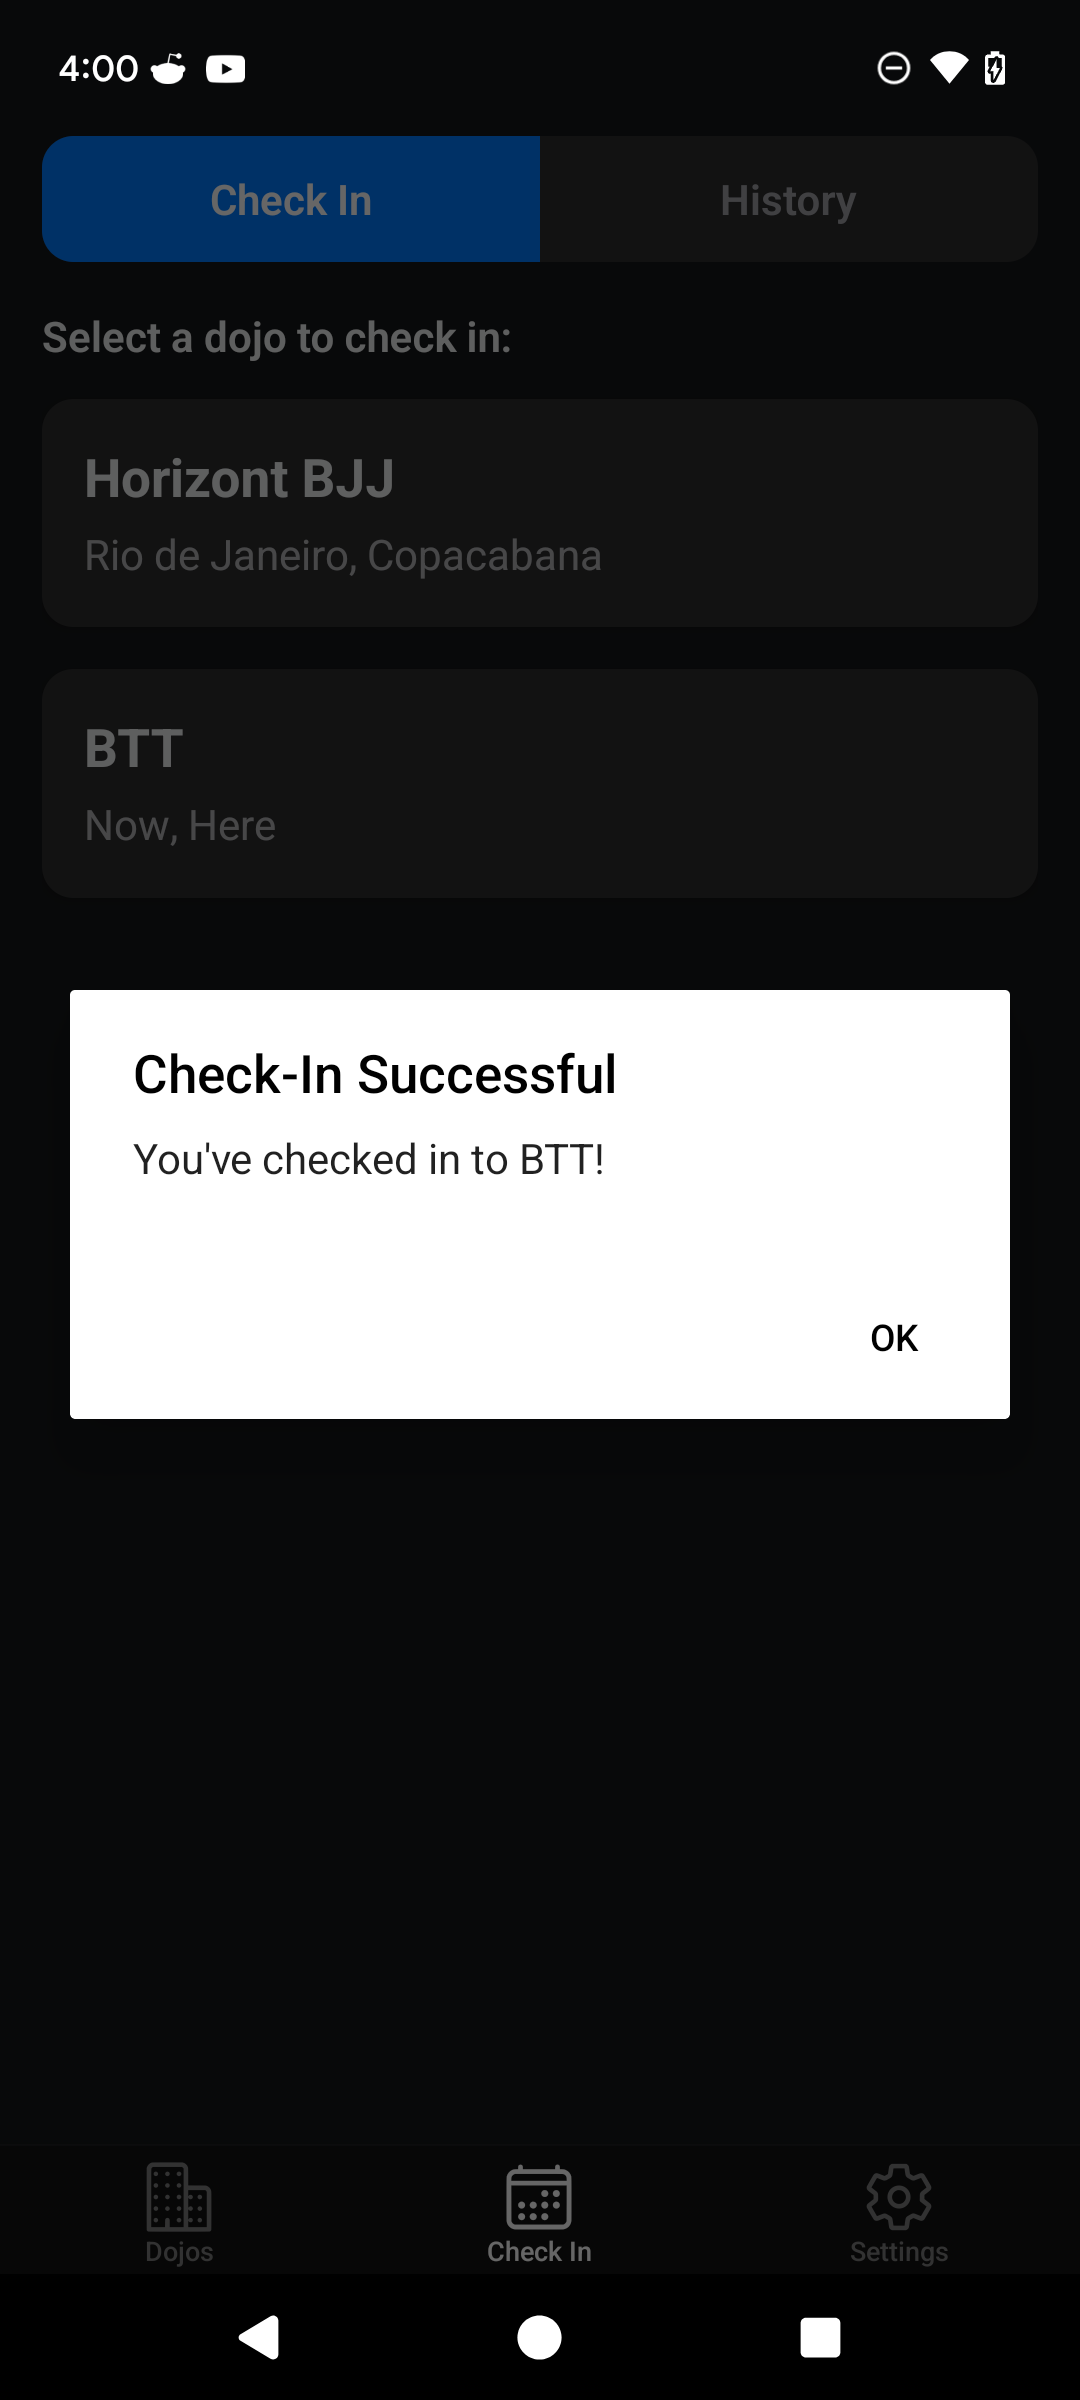 4:00
Check In
History
Select a dojo to check in:
Horizont BJJ
Rio de Janeiro, Copacabana
BTT
Now, Here
Check-In Successful
You've checked in to BTT!
OK
Dojos
Check In
Settings